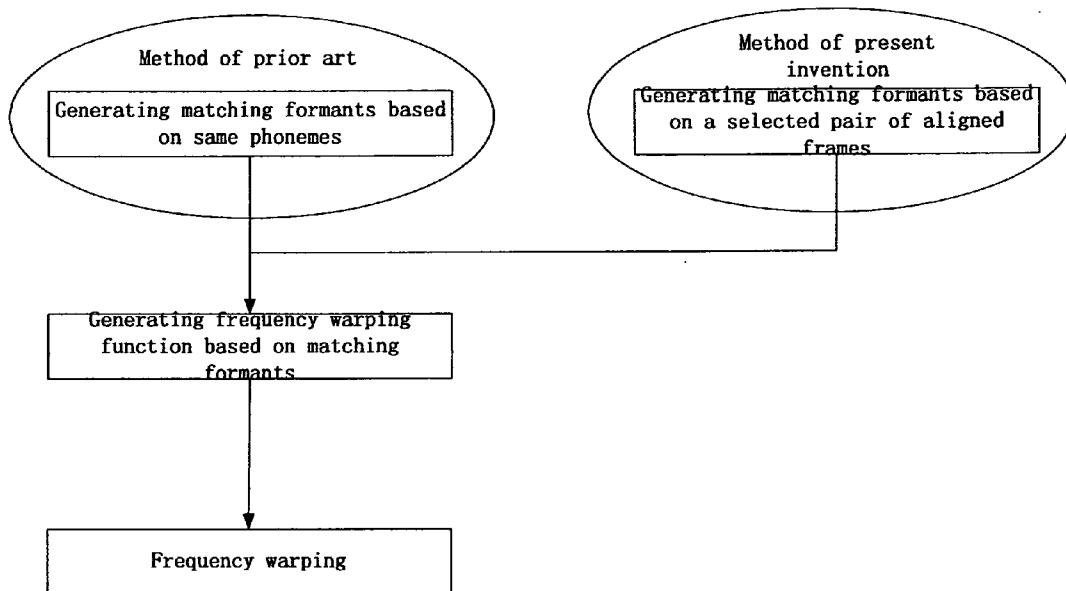 Method of prior art
Generating matching formants based
on same phonemes
Method of present
invention
Generating matching formants based
on a selected pair of aligned
frames
Generating frequency warping
function based on matching
formants
Frequency warping